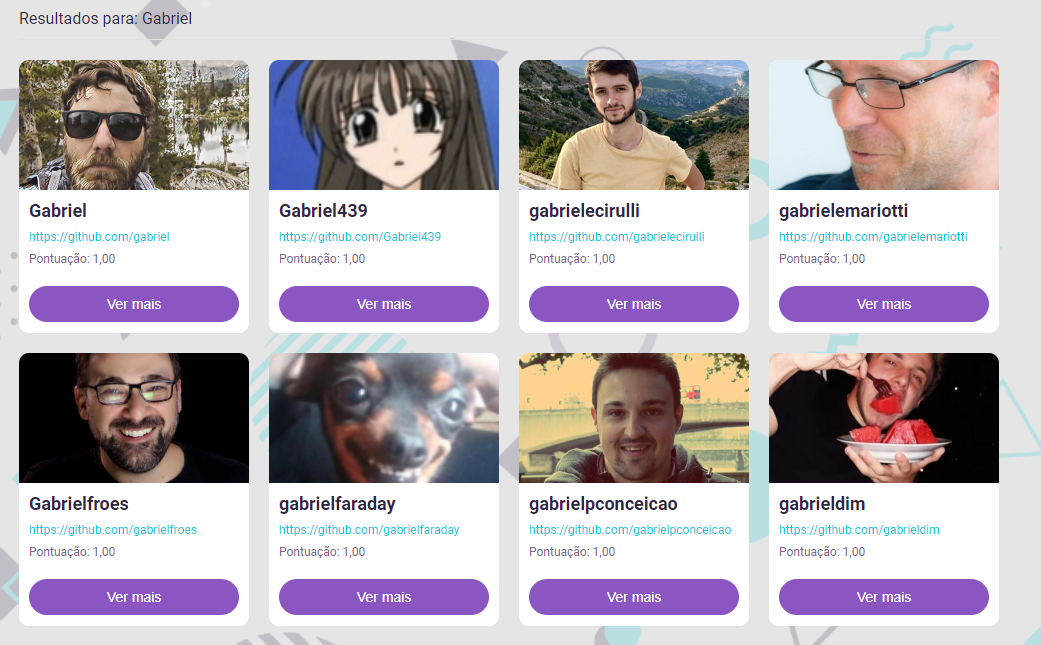 Resultados para: Gabriel
Gabriel
https://github.com/gabriel
Pontuação: 1,00
Ver mais
Gabriel439
https://github.com/Gabriel439
Pontuação: 1,00
Ver mais
gabrielecirulli
https://github.com/gabrielecirulli
Pontuação: 1,00
Ver mais
gabrielemariotti
https://github.com/gabrielemariotti
Pontuação: 1,00
Ver mais
Gabrielfroes
https://github.com/gabrielfroes
Pontuação: 1,00
Ver mais
gabrielfaraday
https://github.com/gabrielfaraday
Pontuação: 1,00
Ver mais
gabrielpconceicao
https://github.com/gabrielpconceicao
Pontuação: 1,00
Ver mais
gabrieldim
https://github.com/gabrieldim
Pontuação: 1,00
Ver mais